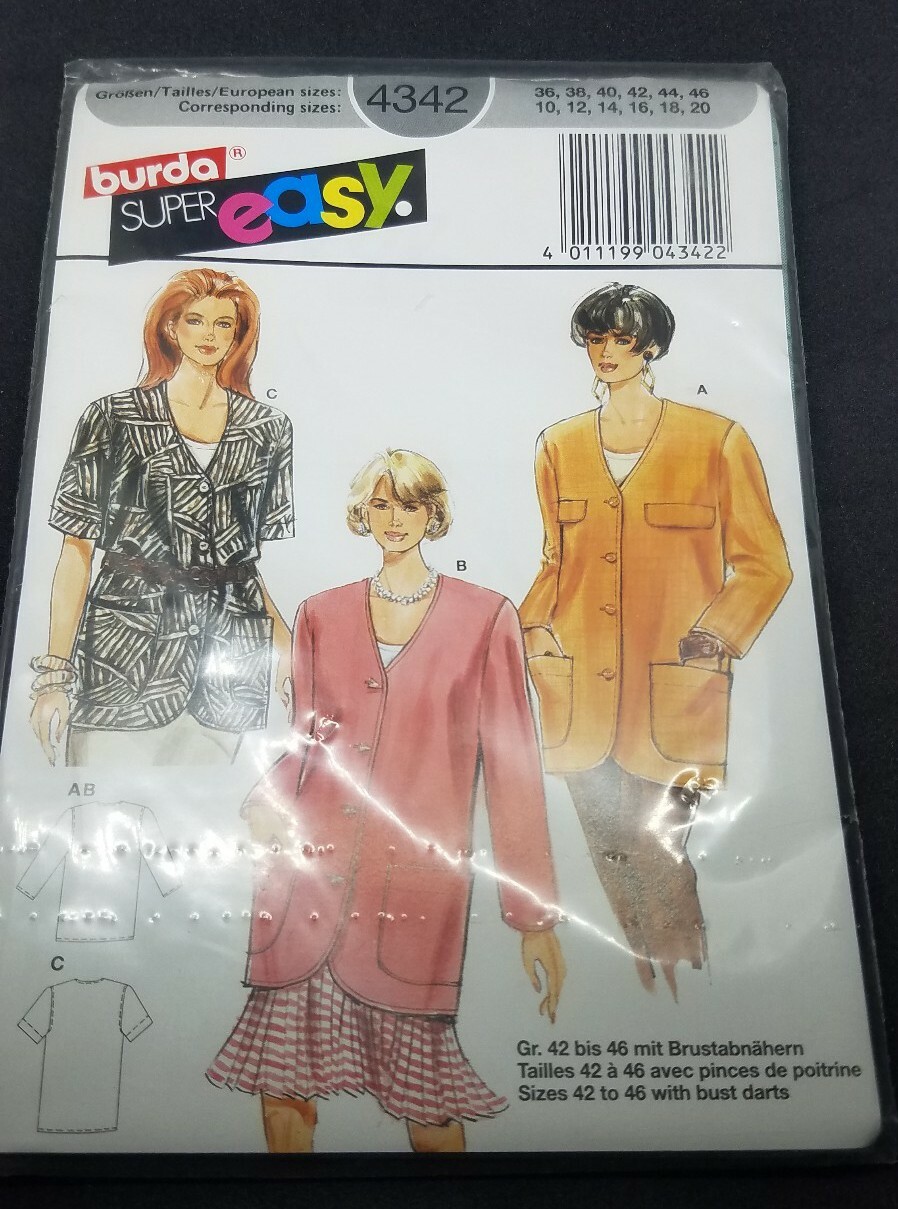 Größen/Tailles/European sizes:
Corresponding sizes:
4342
36, 38, 40, 42, 44, 46
10, 12, 14, 16, 18, 20
burda ®
SUPER easy.
4 011199 043422
C
A
B
AB
C
Gr. 42 bis 46 mit Brustabnähern
Tailles 42 à 46 avec pinces de poitrine
Sizes 42 to 46 with bust darts